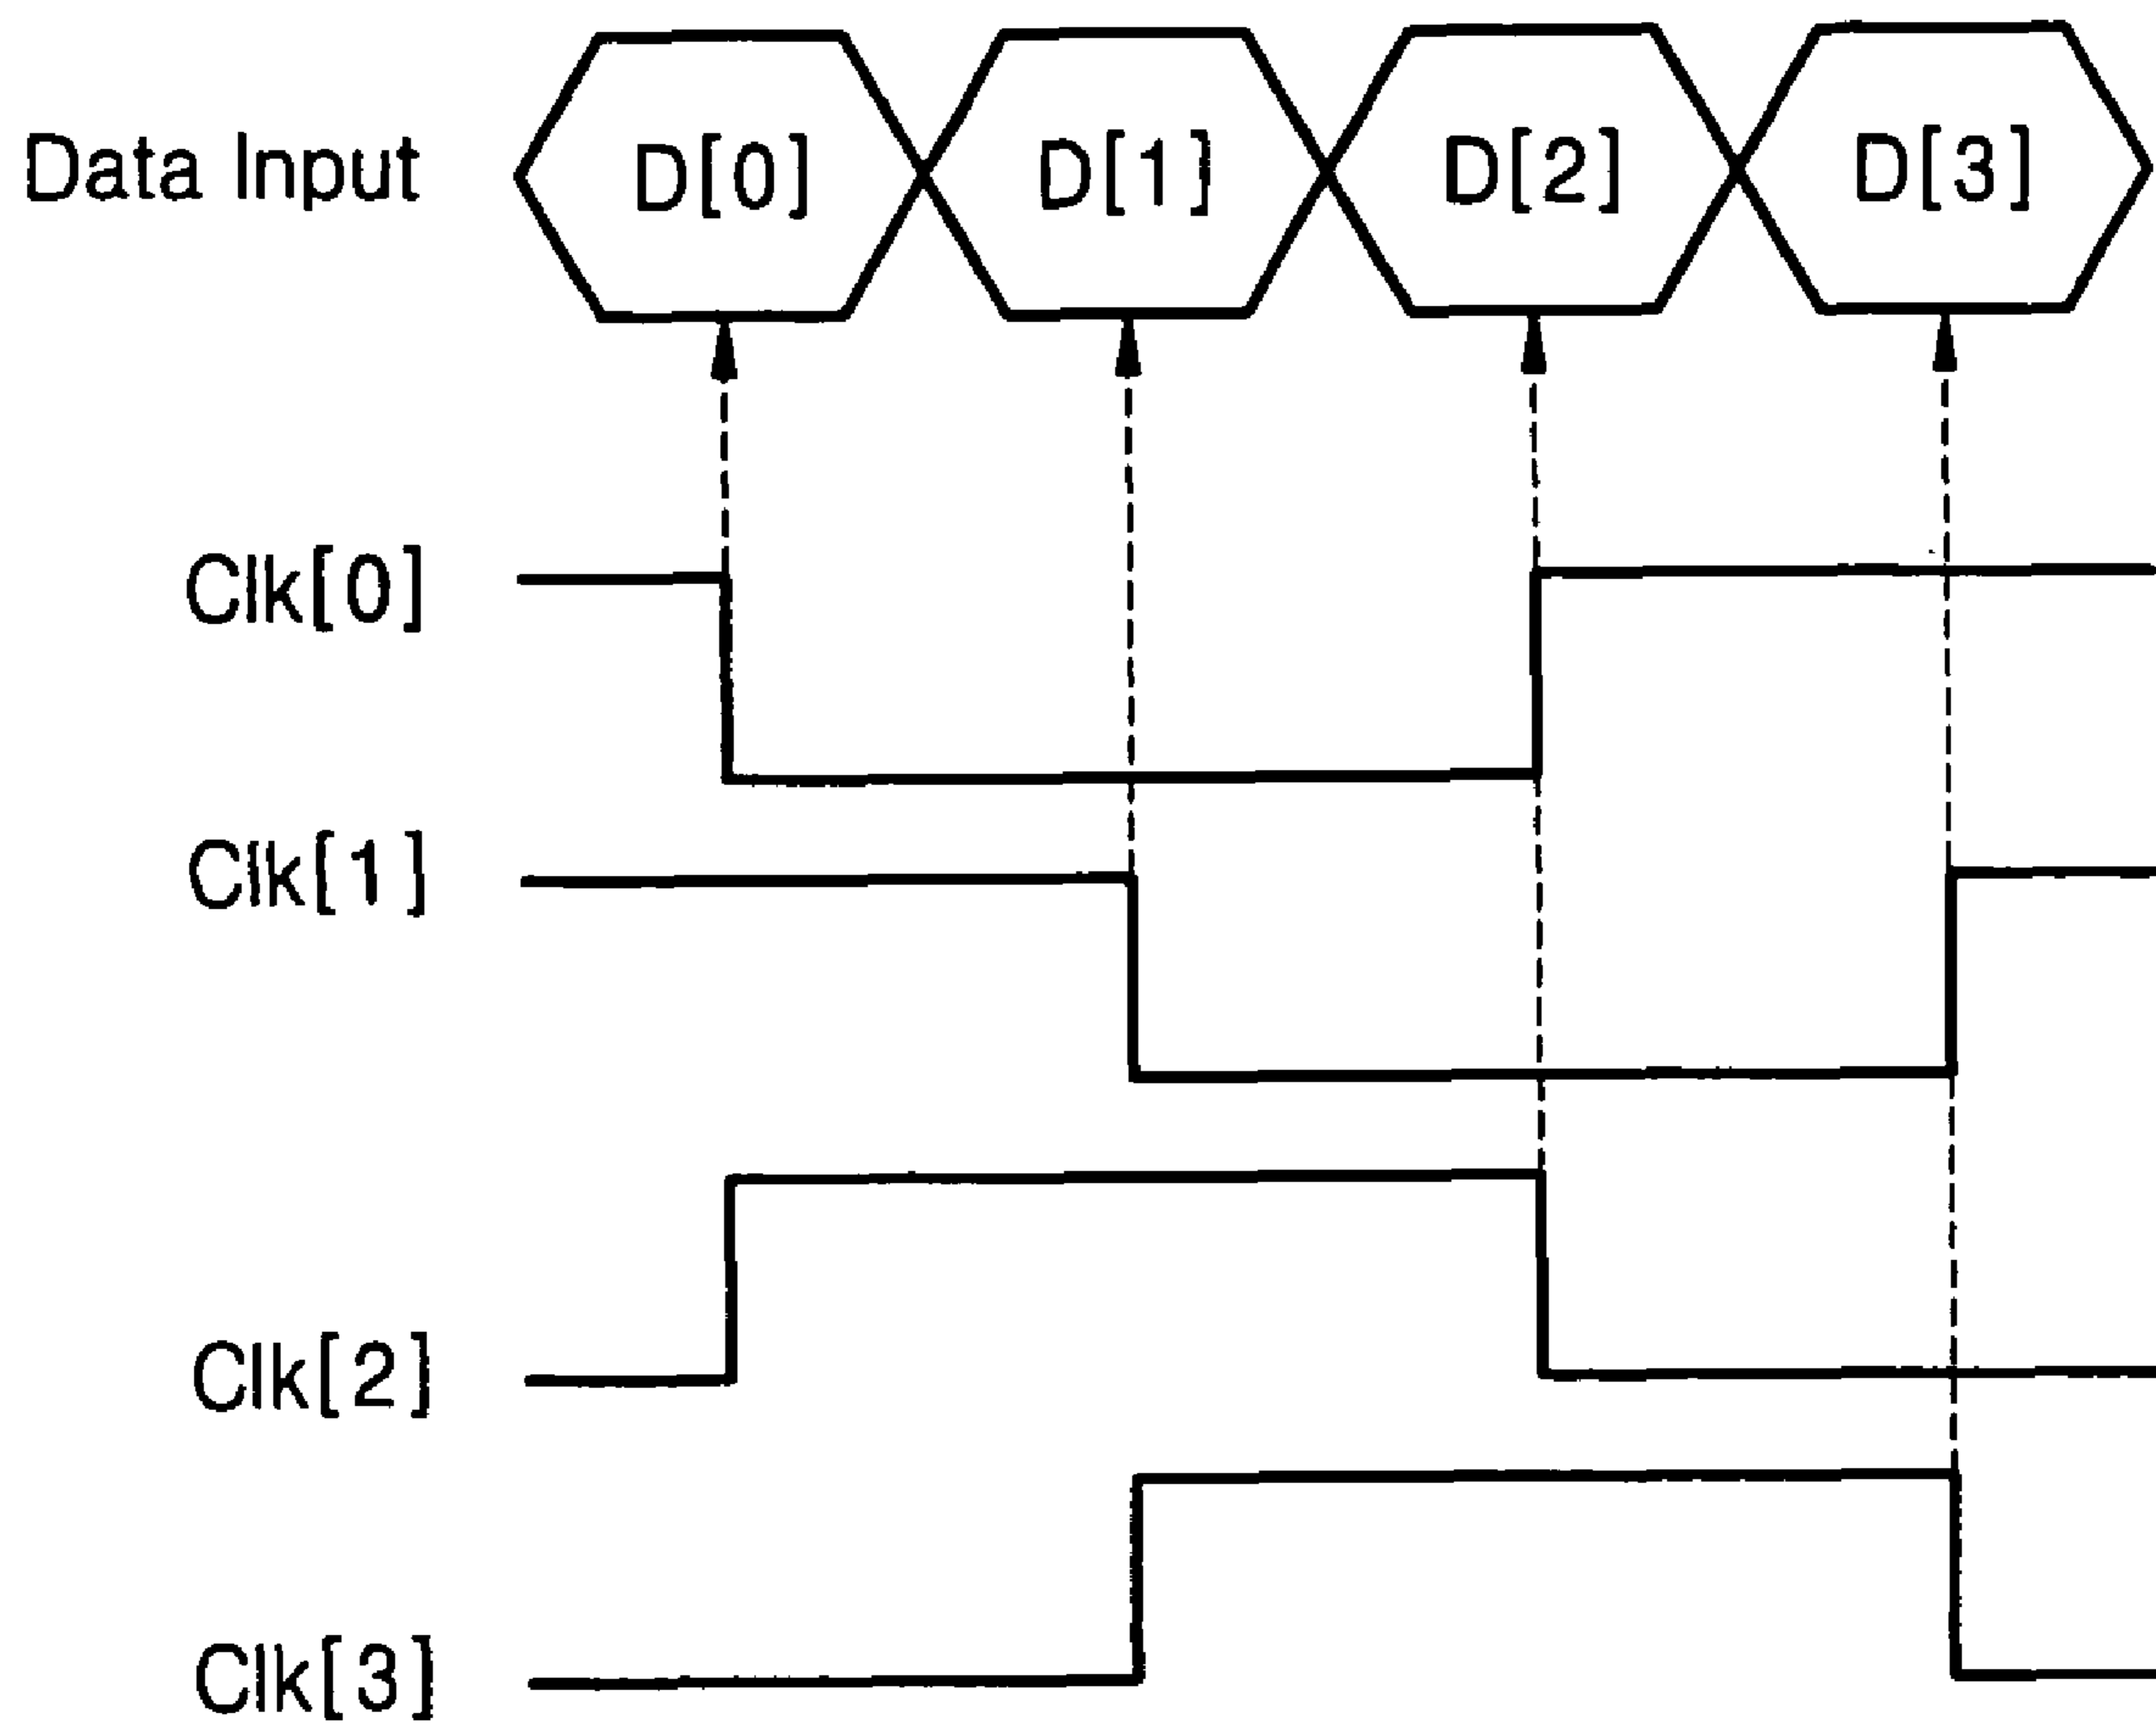 Data Input D[0] D[1] D[2] D[3]
Clk[0]
Clk[1]
Clk[2]
Clk[3]